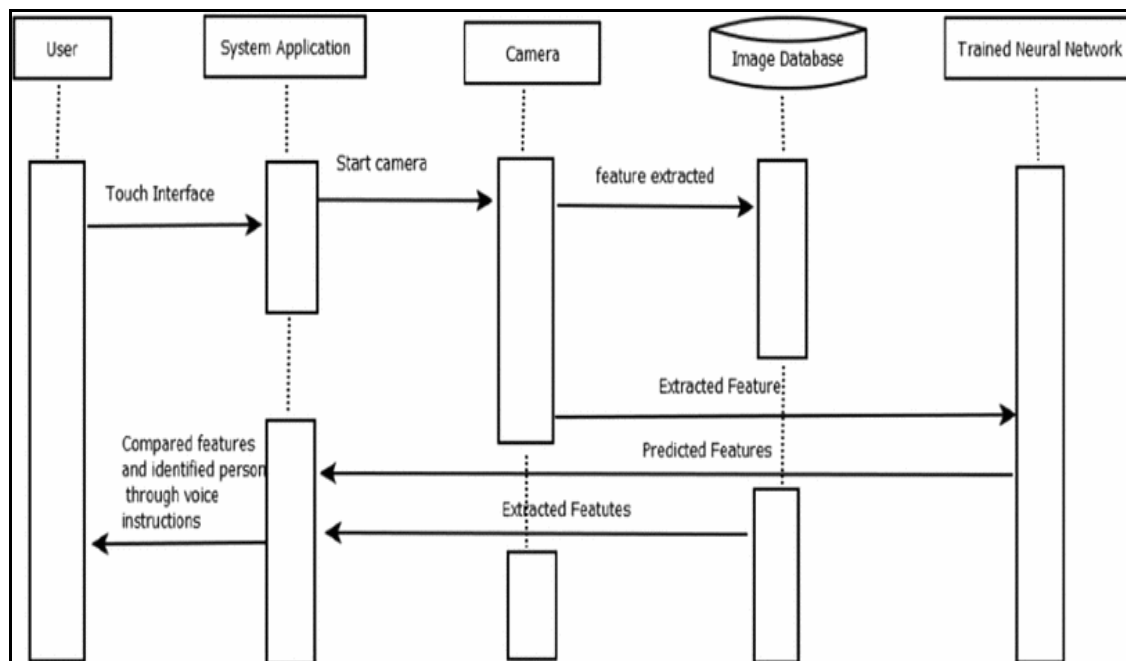 User
System Application
Camera
Image Database
Trained Neural Network
Start camera
feature extracted
Touch Interface
Extracted Feature
Compared features
and identified person
through voice
instructions
Predicted Features
Extracted Featutes